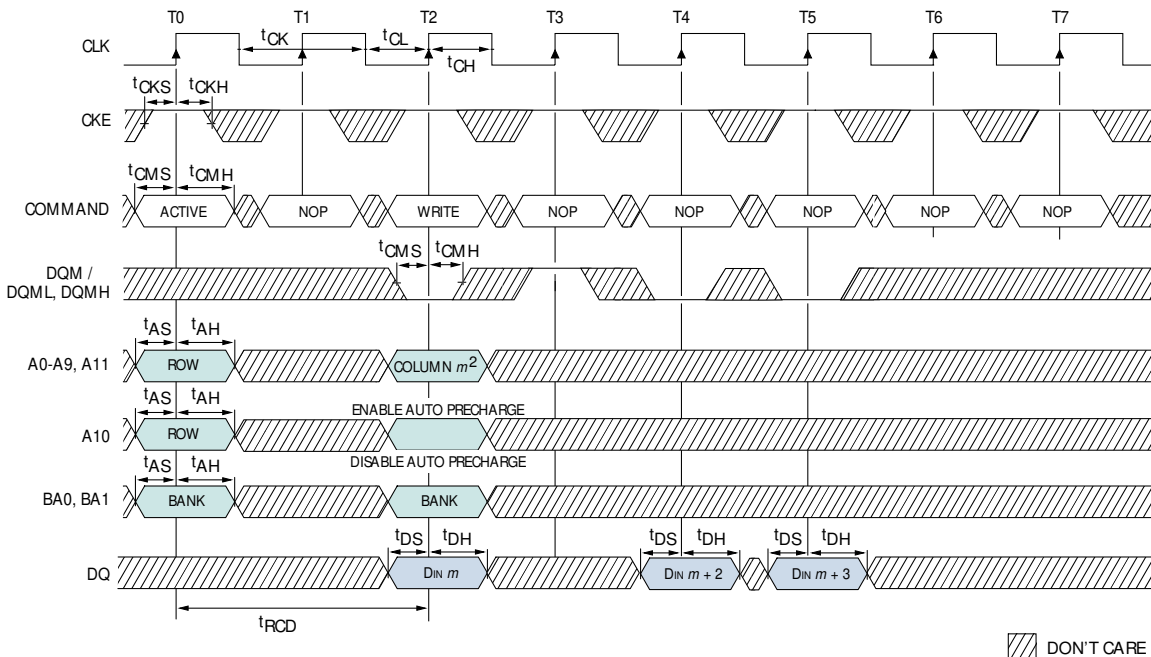 T0 T1 T2 T3 T4 T5 T6 T7
CLK
tCK tCL tCH
tCKS tCKH
CKE
tCMS tCMH
COMMAND ACTIVE NOP WRITE NOP NOP NOP NOP NOP
tCMS tCMH
DQM /
DQML, DQMH
tAS tAH
A0-A9, A11 ROW COLUMN m2
tAS tAH ENABLE AUTO PRECHARGE
A10 ROW
tAS tAH DISABLE AUTO PRECHARGE
BA0, BA1 BANK BANK
tDS tDH tDS tDH tDS tDH
DQ DIN m DIN m + 2 DIN m + 3
tRCD
DON'T CARE